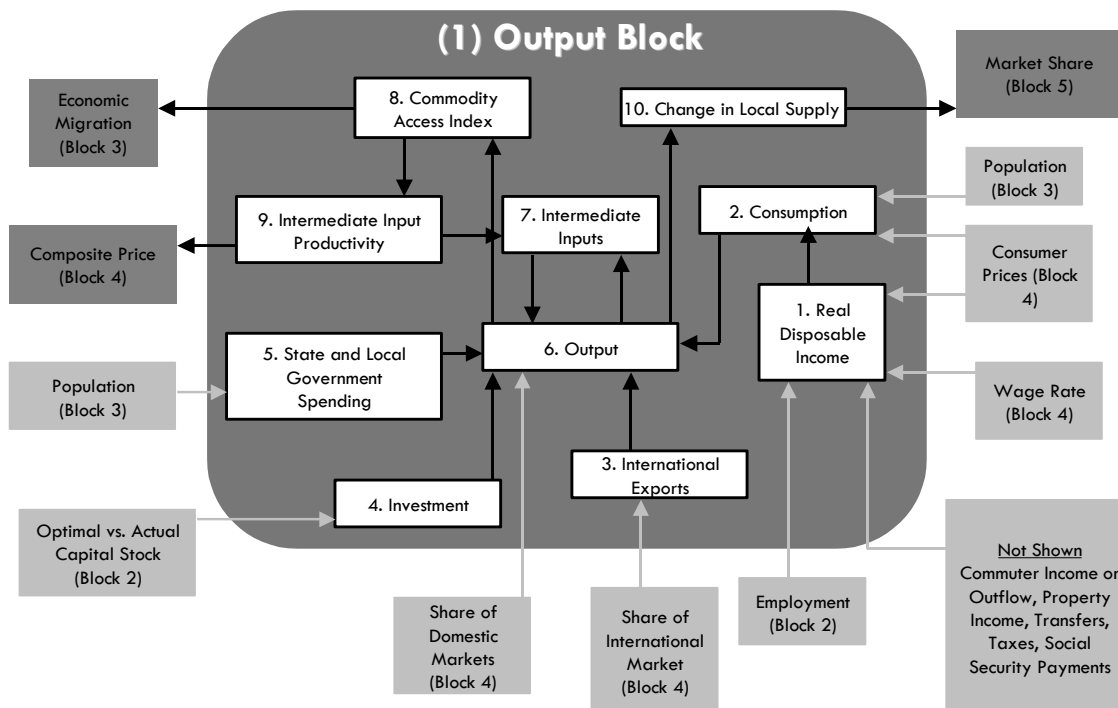 (1) Output Block
Economic
Migration
(Block 3)
8. Commodity
Access Index
10. Change in Local Supply
Market Share
(Block 5)
Population
(Block 3)
9. Intermediate Input
Productivity
7. Intermediate
Inputs
2. Consumption
Composite Price
(Block 4)
Consumer
Prices (Block
4)
1. Real
Disposable
Income
5. State and Local
Government
Spending
6. Output
Population
(Block 3)
Wage Rate
(Block 4)
3. International
Exports
4. Investment
Optimal vs. Actual
Capital Stock
(Block 2)
Share of
Domestic
Markets
(Block 4)
Share of
International
Market
(Block 4)
Employment
(Block 2)
Not Shown
Commuter Income or
Outflow, Property
Income, Transfers,
Taxes, Social
Security Payments